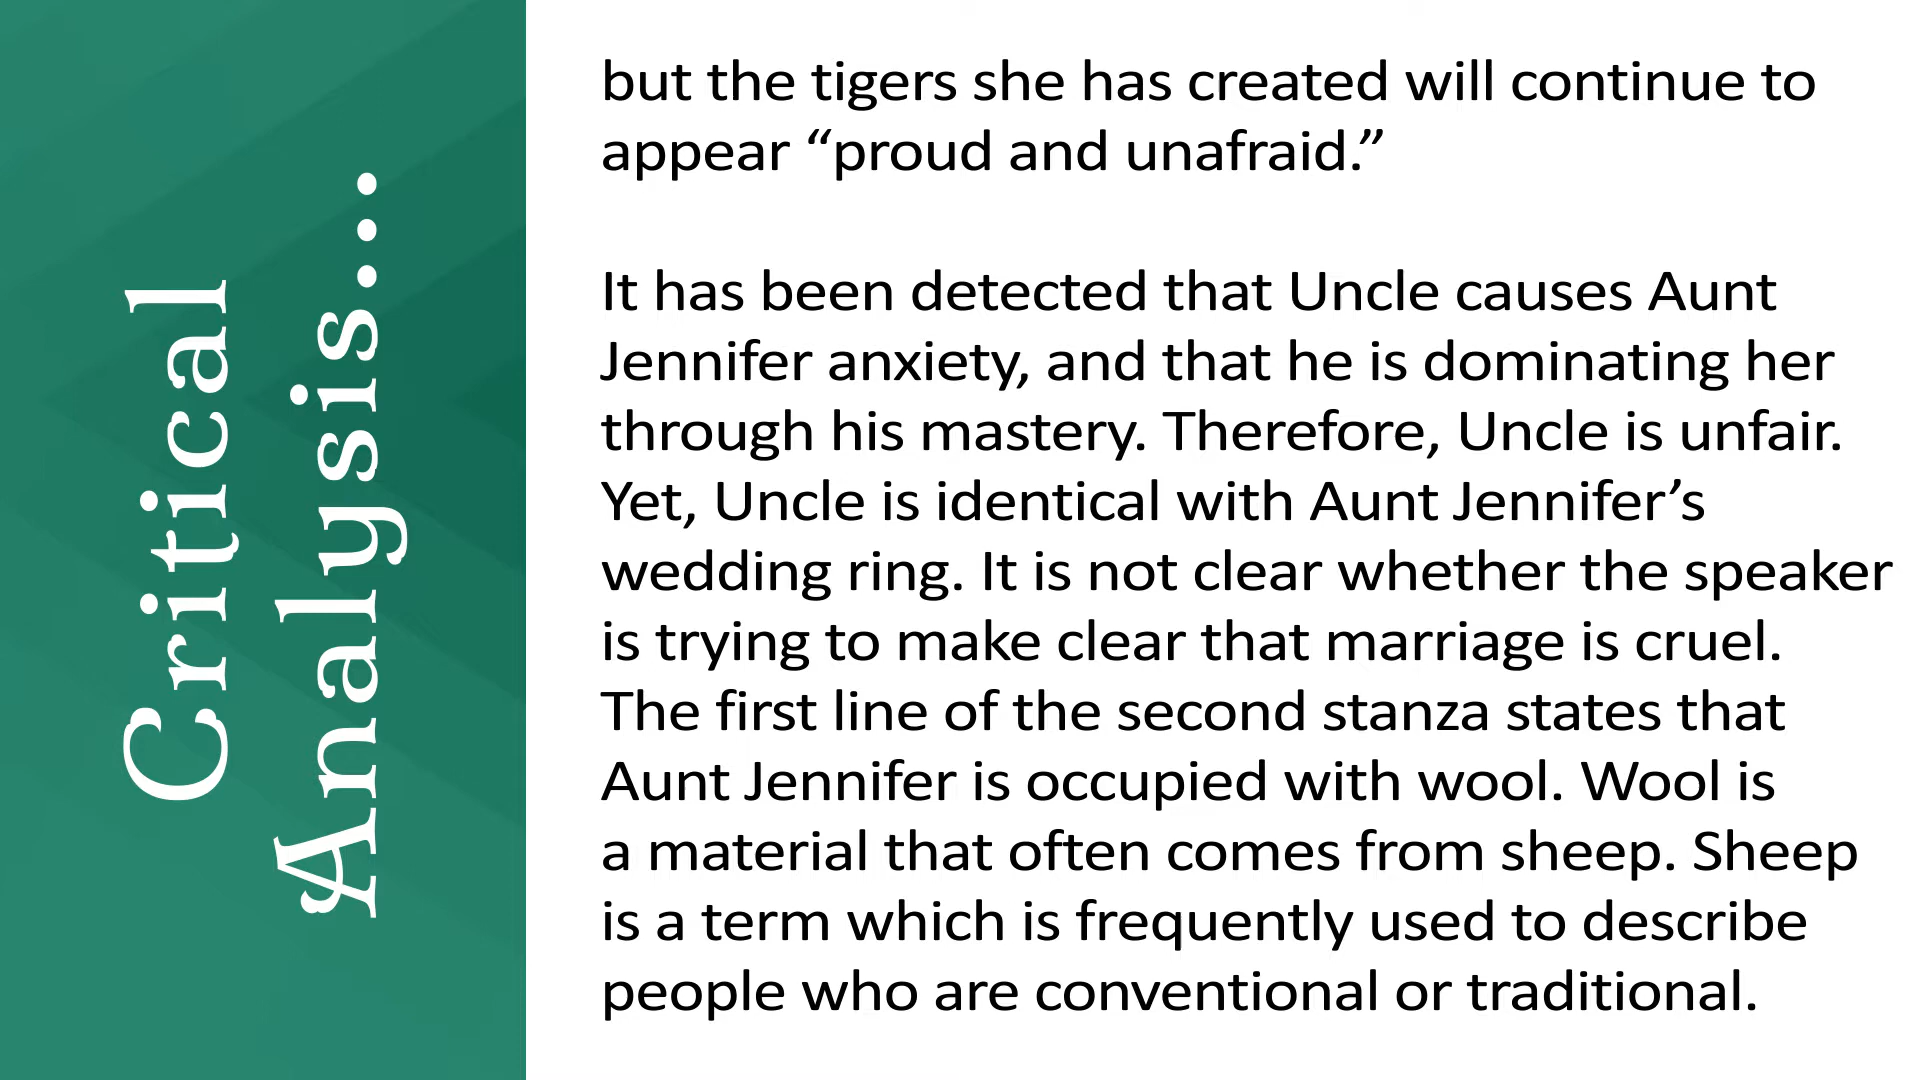 Critical
Analysis...
but the tigers she has created will continue to
appear “proud and unafraid.”
It has been detected that Uncle causes Aunt
Jennifer anxiety, and that he is dominating her
through his mastery. Therefore, Uncle is unfair.
Yet, Uncle is identical with Aunt Jennifer’s
wedding ring. It is not clear whether the speaker
is trying to make clear that marriage is cruel.
The first line of the second stanza states that
Aunt Jennifer is occupied with wool. Wool is
a material that often comes from sheep. Sheep
is a term which is frequently used to describe
people who are conventional or traditional.